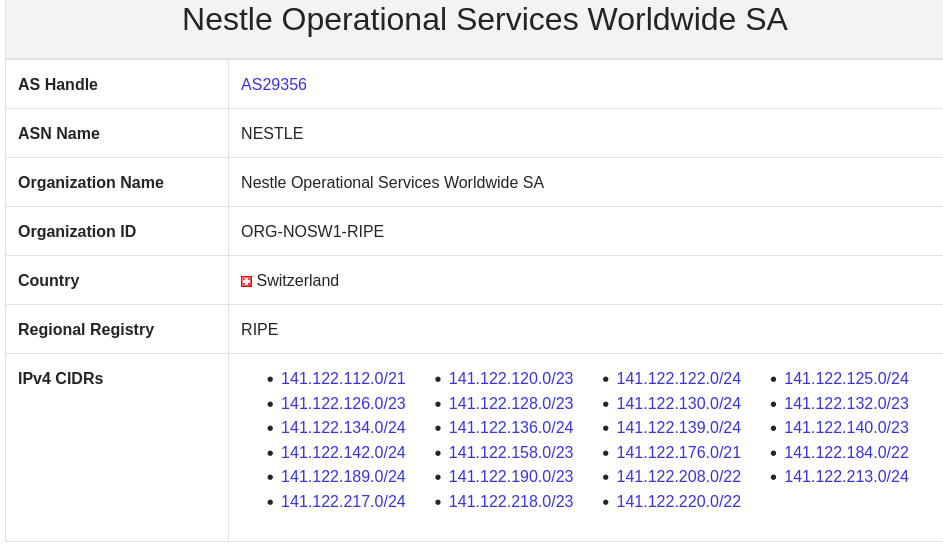 Nestle Operational Services Worldwide SA
AS Handle AS29356
ASN Name NESTLE
Organization Name Nestle Operational Services Worldwide SA
Organization ID ORG-NOSW1-RIPE
Country Switzerland
Regional Registry RIPE
IPv4 CIDRs • 141.122.112.0/21 • 141.122.120.0/23 • 141.122.122.0/24 • 141.122.125.0/24
• 141.122.126.0/23 • 141.122.128.0/23 • 141.122.130.0/24 • 141.122.132.0/23
• 141.122.134.0/24 • 141.122.136.0/24 • 141.122.139.0/24 • 141.122.140.0/23
• 141.122.142.0/24 • 141.122.158.0/23 • 141.122.176.0/21 • 141.122.184.0/22
• 141.122.189.0/24 • 141.122.190.0/23 • 141.122.208.0/22 • 141.122.213.0/24
• 141.122.217.0/24 • 141.122.218.0/23 • 141.122.220.0/22